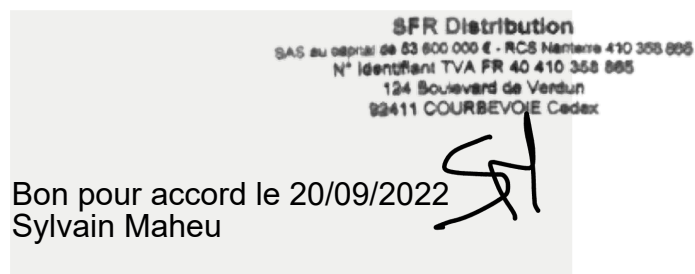 SFR Distribution
SAS au capital de 53 600 000 € - RCS Nanterre 410 358 865
N° Identifiant TVA FR 40 410 358 865
124 Boulevard de Verdun
92411 COURBEVOIE Cedex
Bon pour accord le 20/09/2022
Sylvain Maheu